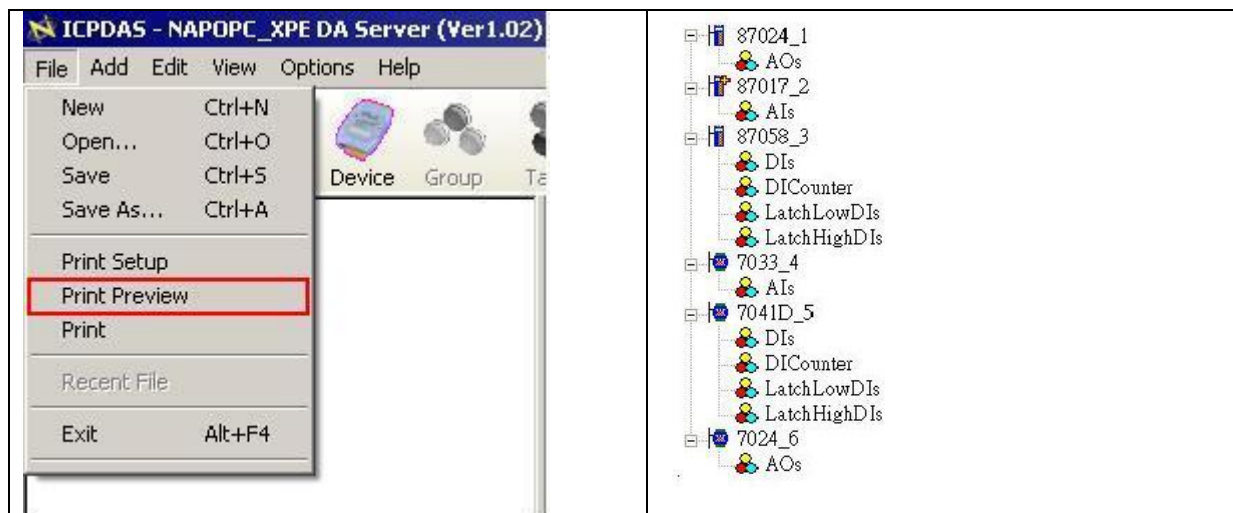 ICPDAS - NAPOPC_XPE DA Server (Ver1.02)
File Add Edit View Options Help
New Ctrl+N
Open... Ctrl+O
Save Ctrl+S
Save As... Ctrl+A
Print Setup
Print Preview
Print
Recent File
Exit Alt+F4
Device Group
87024_1
AOs
87017_2
AIs
87058_3
DIs
DICounter
LatchLowDIs
LatchHighDIs
7033_4
AIs
7041D_5
DIs
DICounter
LatchLowDIs
LatchHighDIs
7024_6
AOs